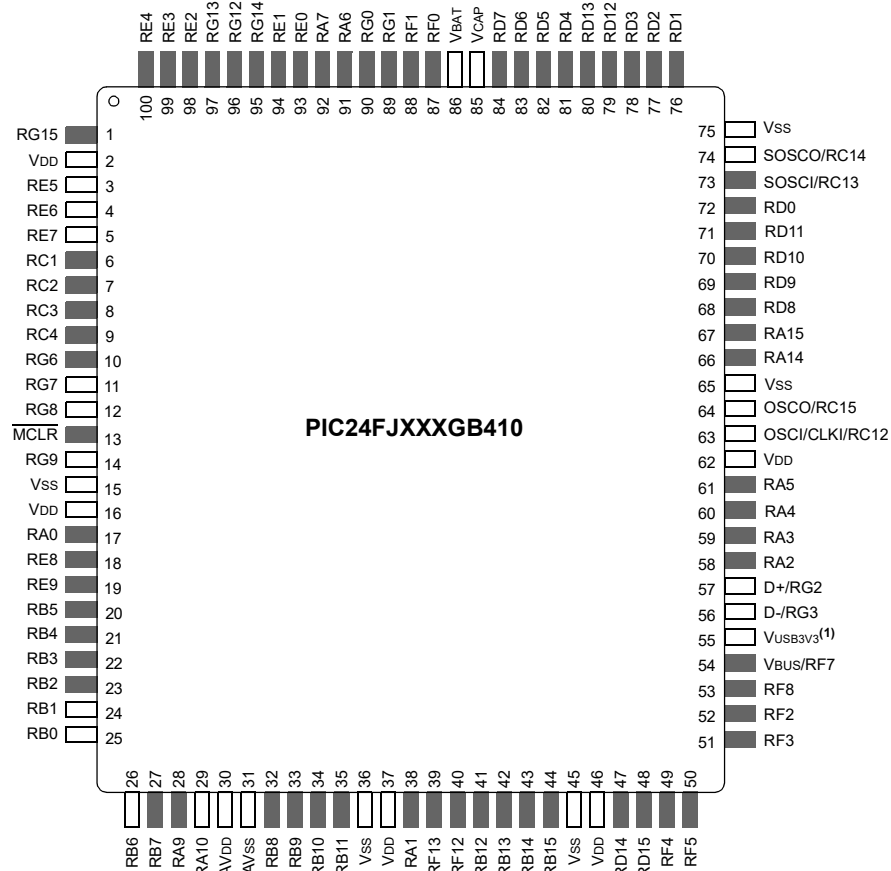 RE4 RE3 RE2 RG13 RG12 RG14 RE1 RE0 RA7 RA6 RG0 RG1 RF1 RF0 VBAT VCAP RD7 RD6 RD5 RD4 RD13 RD12 RD3 RD2 RD1
100 99 98 97 96 95 94 93 92 91 90 89 88 87 86 85 84 83 82 81 80 79 78 77 76
RG15 1
VDD 2
RE5 3
RE6 4
RE7 5
RC1 6
RC2 7
RC3 8
RC4 9
RG6 10
RG7 11
RG8 12
MCLR 13
RG9 14
VSS 15
VDD 16
RA0 17
RE8 18
RE9 19
RB5 20
RB4 21
RB3 22
RB2 23
RB1 24
RB0 25
PIC24FJXXXGB410
75 VSS
74 SOSCO/RC14
73 SOSCI/RC13
72 RD0
71 RD11
70 RD10
69 RD9
68 RD8
67 RA15
66 RA14
65 VSS
64 OSCO/RC15
63 OSCI/CLKI/RC12
62 VDD
61 RA5
60 RA4
59 RA3
58 RA2
57 D+/RG2
56 D-/RG3
55 VUSB3V3(1)
54 VBUS/RF7
53 RF8
52 RF2
51 RF3
26 27 28 29 30 31 32 33 34 35 36 37 38 39 40 41 42 43 44 45 46 47 48 49 50
RB6 RB7 RA9 RA10 AVDD AVSS RB8 RB9 RB10 RB11 VSS VDD RA1 RF13 RF12 RB12 RB13 RB14 RB15 VSS VDD RD14 RD15 RF4 RF5